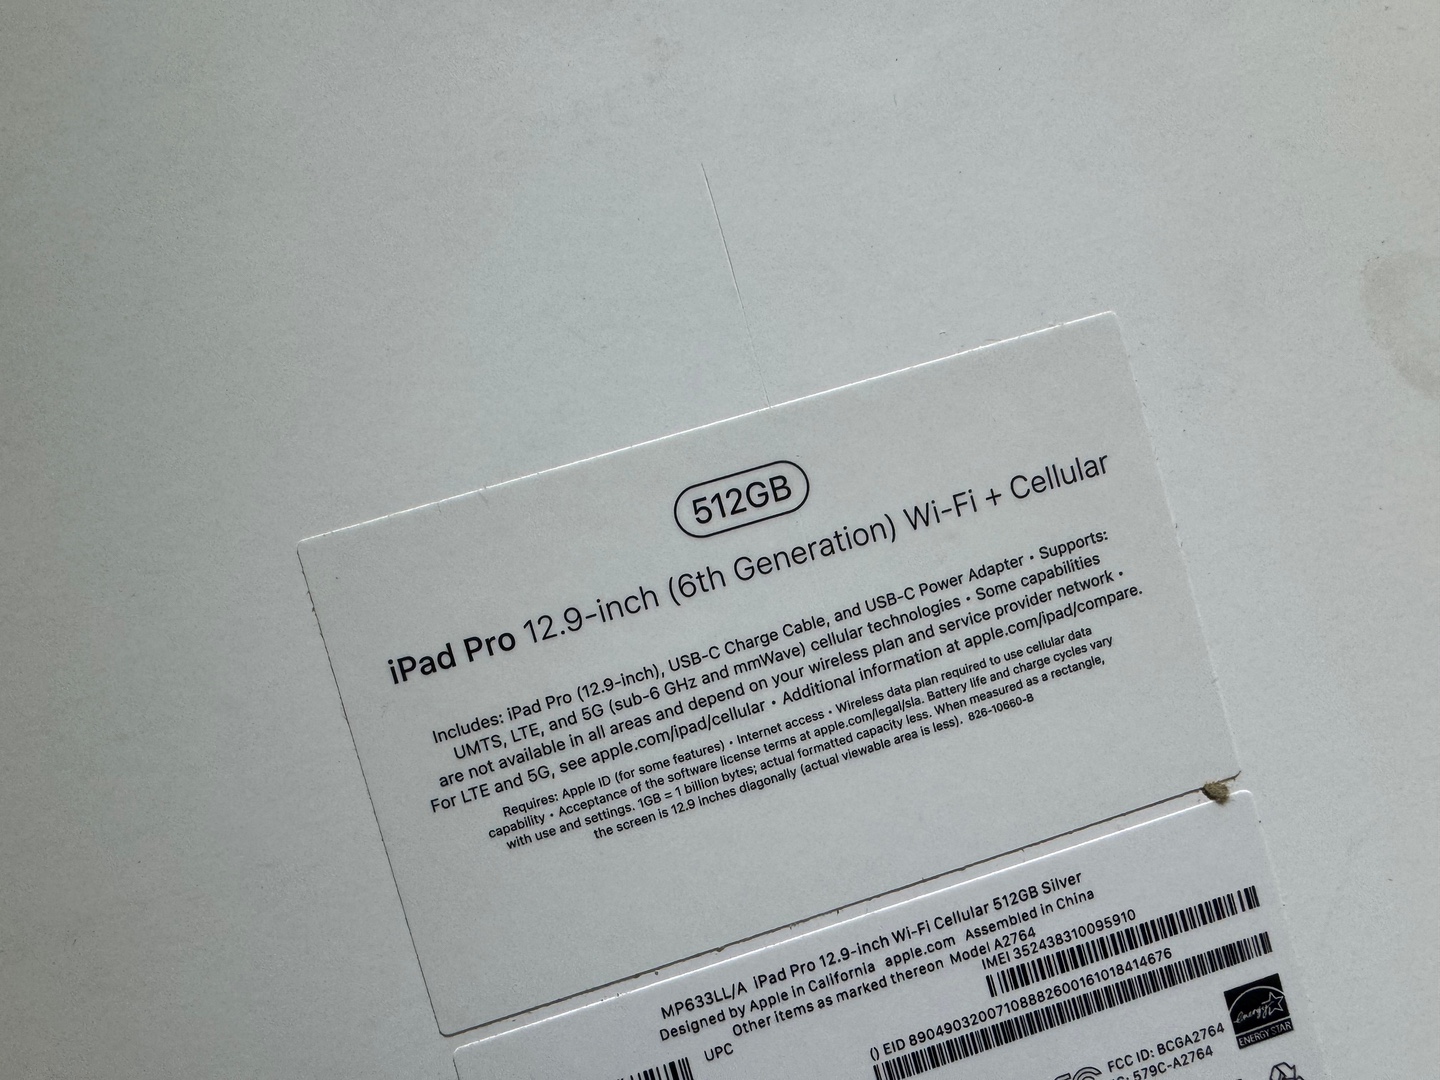 512GB
iPad Pro 12.9-inch (6th Generation) Wi-Fi + Cellular
Includes: iPad Pro (12.9-inch), USB-C Charge Cable, and USB-C Power Adapter • Supports:
UMTS, LTE, and 5G (sub-6 GHz and mmWave) cellular technologies • Some capabilities
are not available in all areas and depend on your wireless plan and service provider network •
For LTE and 5G, see apple.com/ipad/cellular • Additional information at apple.com/ipad/compare.
Requires: Apple ID (for some features) • Internet access • Wireless data plan required to use cellular data
capability • Acceptance of the software license terms at apple.com/legal/sla. Battery life and charge cycles vary
with use and settings. 1GB = 1 billion bytes; actual formatted capacity less. When measured as a rectangle,
the screen is 12.9 inches diagonally (actual viewable area is less). 826-10660-B
MP633LL/A iPad Pro 12.9-inch Wi-Fi Cellular 512GB Silver
Designed by Apple in California apple.com Assembled in China
Other items as marked thereon Model A2764
IMEI 352438310095910
UPC
() EID 89049032007108882600161018414676
energy
ENERGY STAR
FCC ID: BCGA2764
579C-A2764